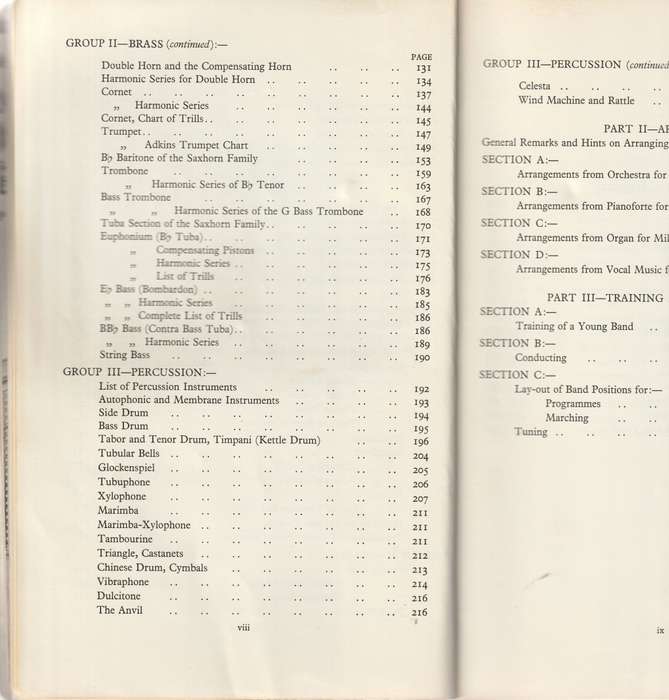 GROUP II—BRASS (continued):—
PAGE
Double Horn and the Compensating Horn .. .. .. 131
Harmonic Series for Double Horn .. .. .. .. .. 134
Cornet .. .. .. .. .. .. .. .. .. 137
„ Harmonic Series .. .. .. .. .. .. 144
Cornet, Chart of Trills.. .. .. .. .. .. .. 145
Trumpet.. .. .. .. .. .. .. .. .. 147
„ Adkins Trumpet Chart .. .. .. .. .. 149
B♭ Baritone of the Saxhorn Family .. .. .. .. 153
Trombone .. .. .. .. .. .. .. .. 159
„ Harmonic Series of B♭ Tenor .. .. .. .. 163
Bass Trombone .. .. .. .. .. .. .. 167
„ „ Harmonic Series of the G Bass Trombone .. 168
Tuba Section of the Saxhorn Family.. .. .. .. .. 170
Euphonium (B♭ Tuba).. .. .. .. .. .. .. 171
„ Compensating Pistons .. .. .. .. .. 173
„ Harmonic Series .. .. .. .. .. .. 175
„ List of Trills .. .. .. .. .. .. 176
E♭ Bass (Bombardon) .. .. .. .. .. .. .. 183
„ „ Harmonic Series .. .. .. .. .. .. 185
„ „ Complete List of Trills .. .. .. .. .. 186
BB♭ Bass (Contra Bass Tuba).. .. .. .. .. .. 186
„ „ Harmonic Series .. .. .. .. .. .. 189
String Bass .. .. .. .. .. .. .. .. 190
GROUP III—PERCUSSION:—
List of Percussion Instruments .. .. .. .. .. 192
Autophonic and Membrane Instruments .. .. .. .. 193
Side Drum .. .. .. .. .. .. .. .. 194
Bass Drum .. .. .. .. .. .. .. .. 195
Tabor and Tenor Drum, Timpani (Kettle Drum) .. .. 196
Tubular Bells .. .. .. .. .. .. .. .. 204
Glockenspiel .. .. .. .. .. .. .. .. 205
Tubuphone .. .. .. .. .. .. .. .. 206
Xylophone .. .. .. .. .. .. .. .. 207
Marimba .. .. .. .. .. .. .. .. 211
Marimba-Xylophone .. .. .. .. .. .. .. 211
Tambourine .. .. .. .. .. .. .. .. 211
Triangle, Castanets .. .. .. .. .. .. .. 212
Chinese Drum, Cymbals .. .. .. .. .. .. 213
Vibraphone .. .. .. .. .. .. .. .. 214
Dulcitone .. .. .. .. .. .. .. .. 216
The Anvil .. .. .. .. .. .. .. .. 216
viii
GROUP III—PERCUSSION (continued
Celesta .. .. .. ..
Wind Machine and Rattle .. ..
PART II—AR
General Remarks and Hints on Arranging
SECTION A:—
Arrangements from Orchestra for
SECTION B:—
Arrangements from Pianoforte for
SECTION C:—
Arrangements from Organ for Mil
SECTION D:—
Arrangements from Vocal Music f
PART III—TRAINING
SECTION A:—
Training of a Young Band ..
SECTION B:—
Conducting .. .. ..
SECTION C:—
Lay-out of Band Positions for:—
Programmes .. ..
Marching .. ..
Tuning .. .. .. ..
ix